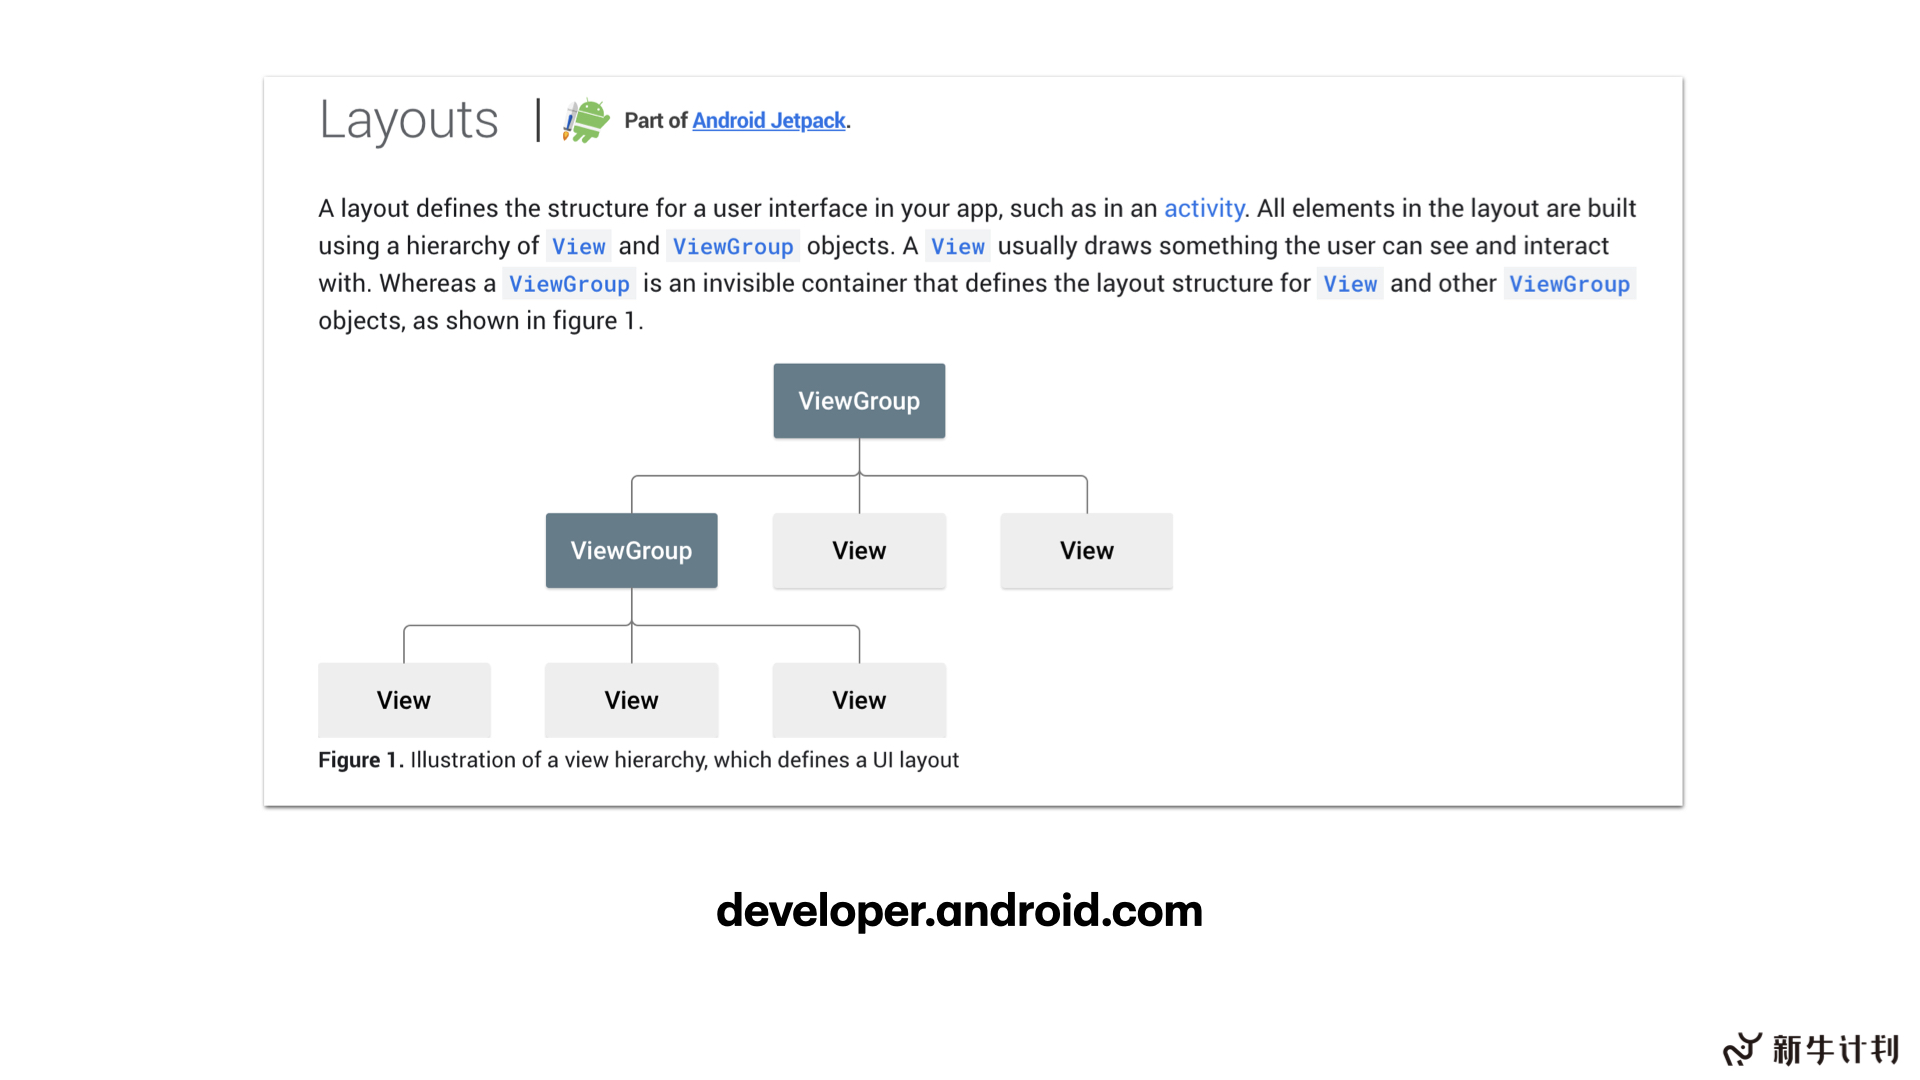 Layouts
Part of Android Jetpack.
A layout defines the structure for a user interface in your app, such as in an activity. All elements in the layout are built
using a hierarchy of View and ViewGroup objects. A View usually draws something the user can see and interact
with. Whereas a ViewGroup is an invisible container that defines the layout structure for View and other ViewGroup
objects, as shown in figure 1.
ViewGroup
ViewGroup
View
View
View
View
View
Figure 1. Illustration of a view hierarchy, which defines a UI layout
developer.android.com
新牛计划